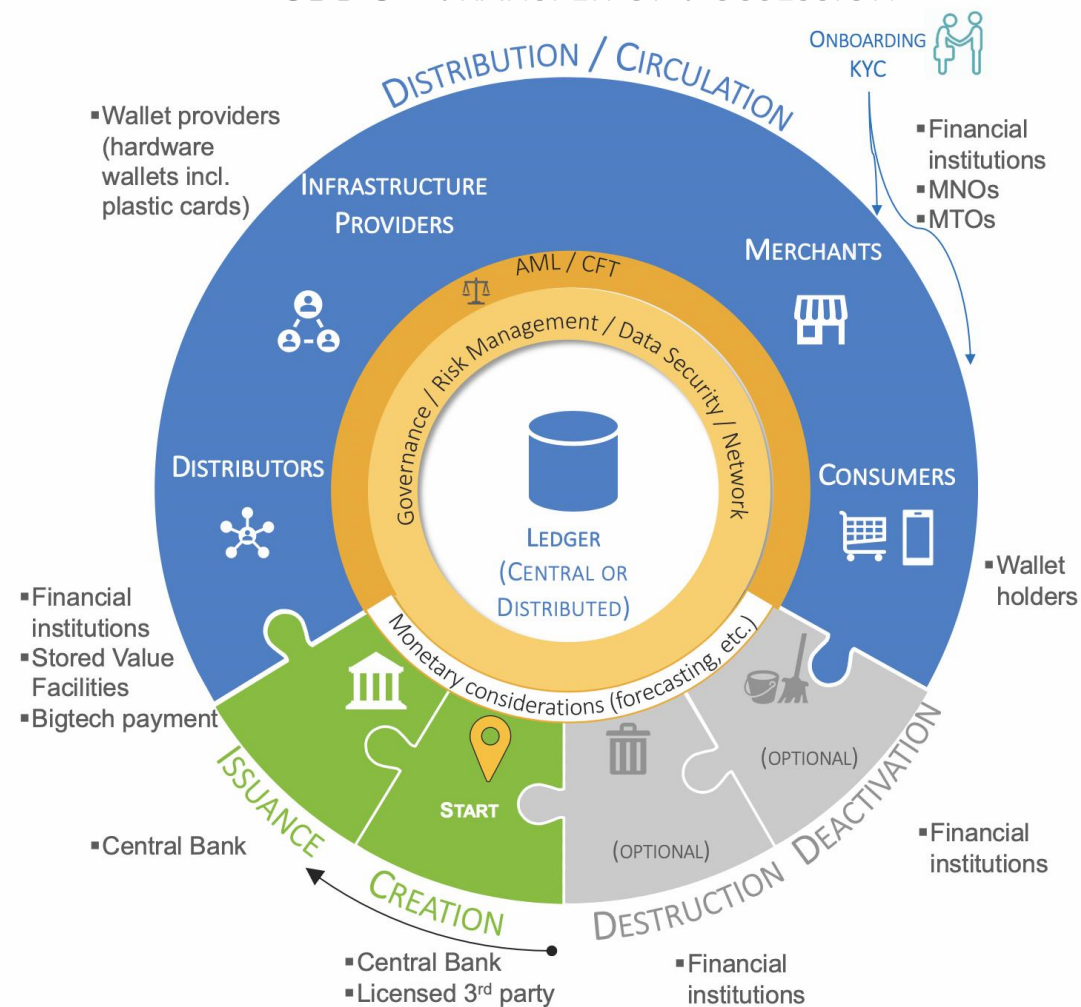 DISTRIBUTION / CIRCULATION
ONBOARDING
KYC
▪Wallet providers
(hardware
wallets incl.
plastic cards)
▪Financial
institutions
▪MNOs
▪MTOs
INFRASTRUCTURE
PROVIDERS
MERCHANTS
AML / CFT
Governance / Risk Management / Data Security / Network
DISTRIBUTORS
CONSUMERS
LEDGER
(CENTRAL OR
DISTRIBUTED)
▪Wallet
holders
▪Financial
institutions
▪Stored Value
Facilities
▪Bigtech payment
Monetary considerations (forecasting, etc.)
START
(OPTIONAL)
(OPTIONAL)
ISSUANCE
CREATION
DESTRUCTION
DEACTIVATION
▪Central Bank
▪Financial
institutions
▪Central Bank
▪Licensed 3rd party
▪Financial
institutions